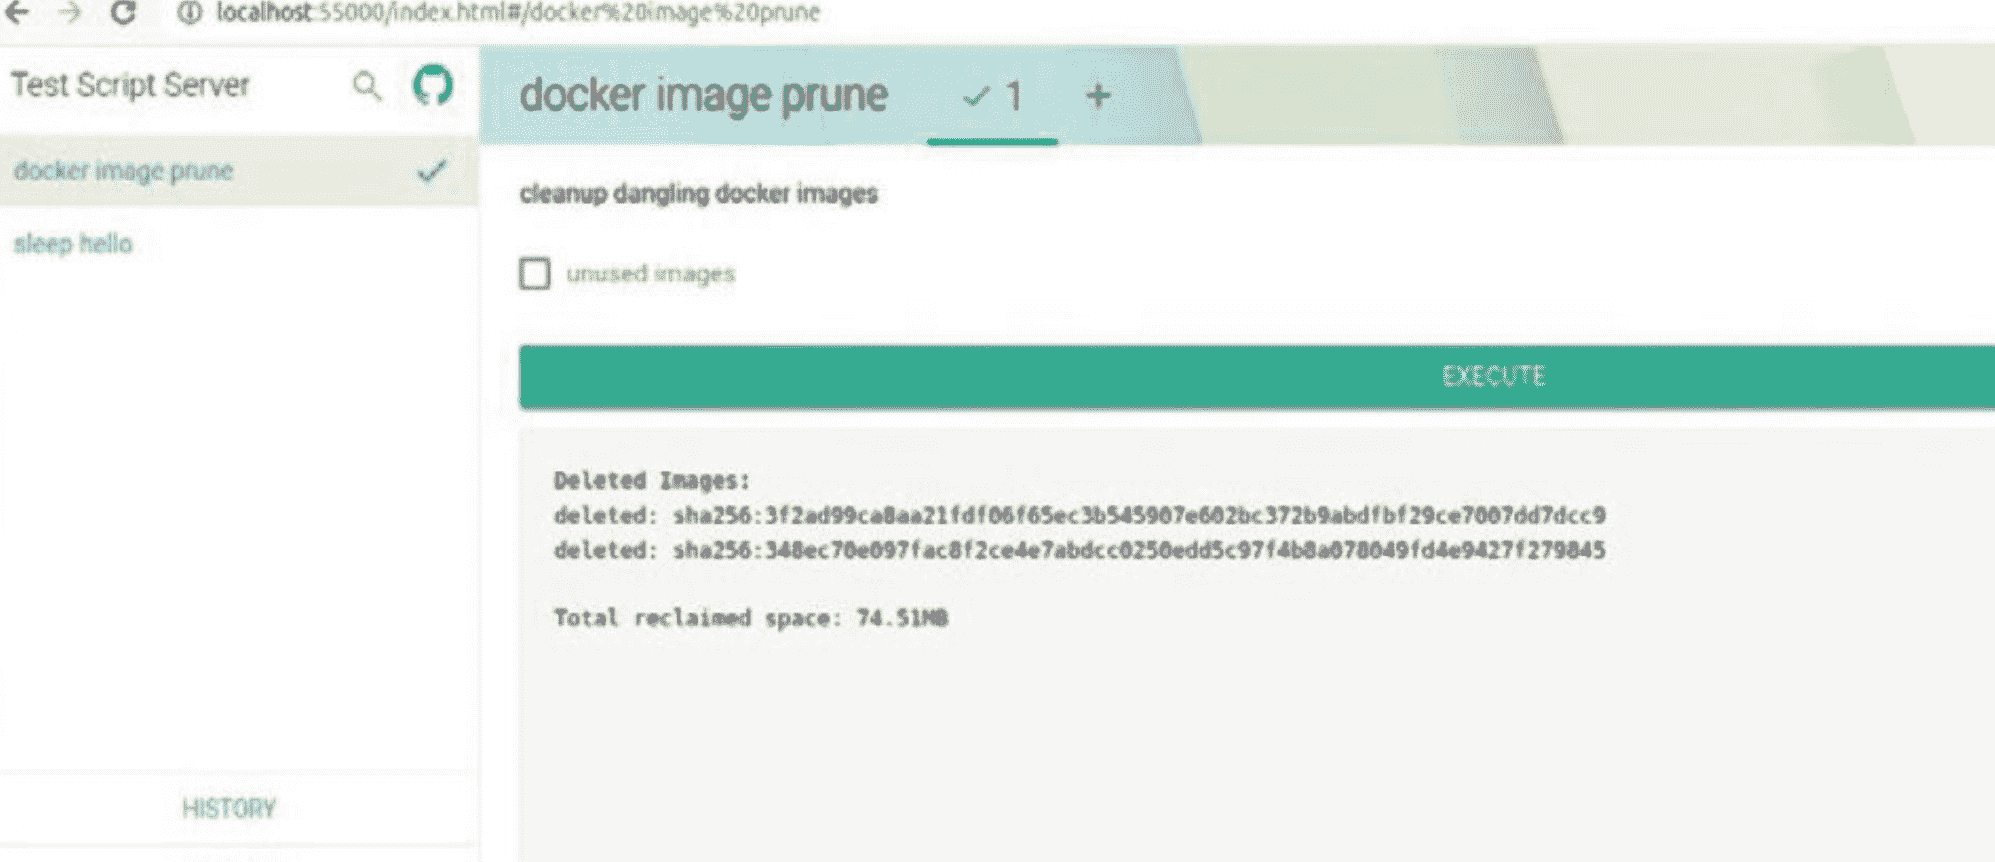 localhost:55000/index.html#/docker%20image%20prune
Test Script Server
docker image prune
sleep hello
HISTORY
docker image prune 1 +
cleanup dangling docker images
unused images
EXECUTE
Deleted Images:
deleted: sha256:3f2ad99ca8aa21fdf06f65ec3b545907e602bc372b9abdfbf29ce7007dd7dcc9
deleted: sha256:348ec70e097fac8f2ce4e7abdcc0250edd5c97f4b8a078049fd4e9427f279845
Total reclaimed space: 74.51MB